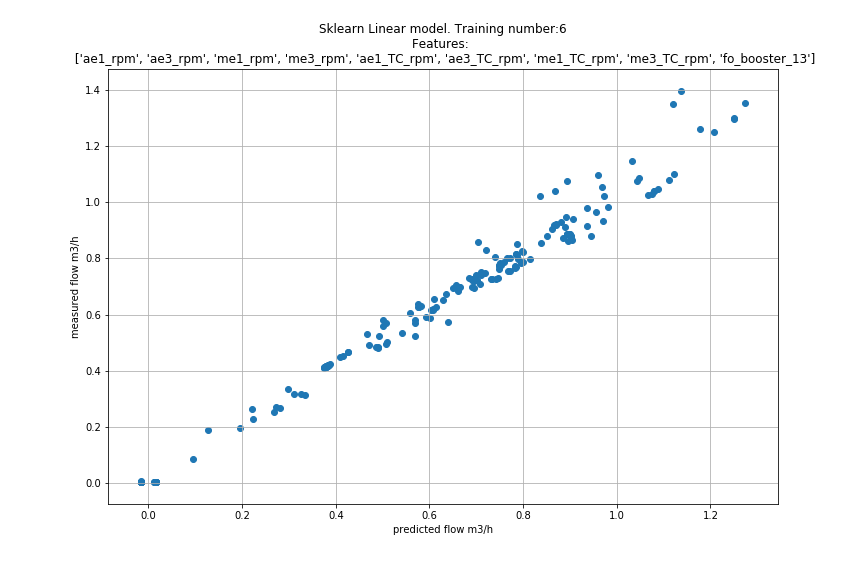 Sklearn Linear model. Training number:6
Features:
['ae1_rpm', 'ae3_rpm', 'me1_rpm', 'me3_rpm', 'ae1_TC_rpm', 'ae3_TC_rpm', 'me1_TC_rpm', 'me3_TC_rpm', 'fo_booster_13']
1.4
1.2
1.0
0.8
0.6
0.4
0.2
0.0
measured flow m3/h
0.0 0.2 0.4 0.6 0.8 1.0 1.2
predicted flow m3/h